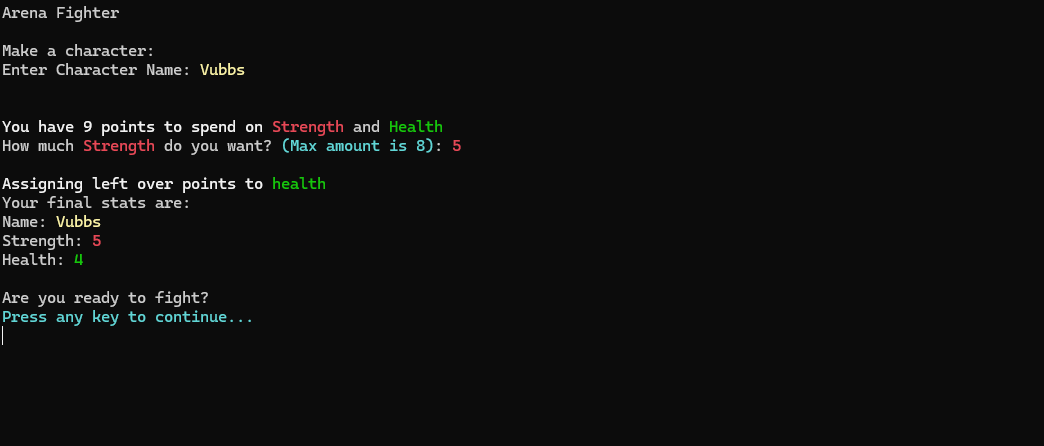 Arena Fighter
Make a character:
Enter Character Name: Vubbs
You have 9 points to spend on Strength and Health
How much Strength do you want? (Max amount is 8): 5
Assigning left over points to health
Your final stats are:
Name: Vubbs
Strength: 5
Health: 4
Are you ready to fight?
Press any key to continue...